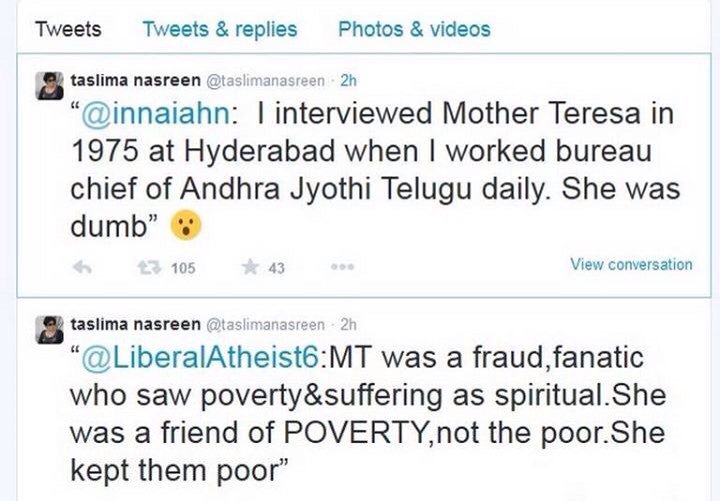 Tweets Tweets & replies Photos & videos
taslima nasreen @taslimanasreen · 2h
“@innaiahn: I interviewed Mother Teresa in
1975 at Hyderabad when I worked bureau
chief of Andhra Jyothi Telugu daily. She was
dumb” 😮
105 43 View conversation
taslima nasreen @taslimanasreen · 2h
“@LiberalAtheist6:MT was a fraud,fanatic
who saw poverty&suffering as spiritual.She
was a friend of POVERTY,not the poor.She
kept them poor”